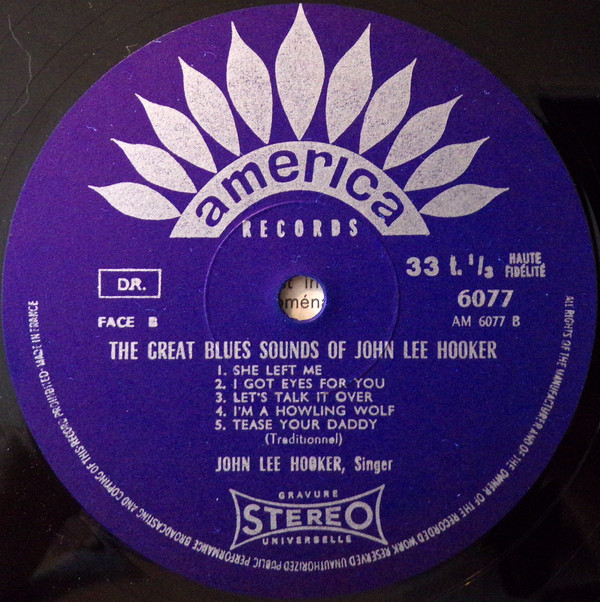 america
RECORDS
33 t. 1/3 HAUTE FIDÉLITÉ
D.R.
6077
FACE B
AM 6077 B
THE GREAT BLUES SOUNDS OF JOHN LEE HOOKER
1. SHE LEFT ME
2. I GOT EYES FOR YOU
3. LET'S TALK IT OVER
4. I'M A HOWLING WOLF
5. TEASE YOUR DADDY
(Traditionnel)
JOHN LEE HOOKER, Singer
GRAVURE
STEREO
UNIVERSELLE
ALL RIGHTS OF THE MANUFACTURER AND OF THE OWNER OF THE RECORDED WORK RESERVED UNAUTHORIZED PUBLIC PERFORMANCE BROADCASTING AND COPYING OF THIS RECORD PROHIBITED MADE IN FRANCE